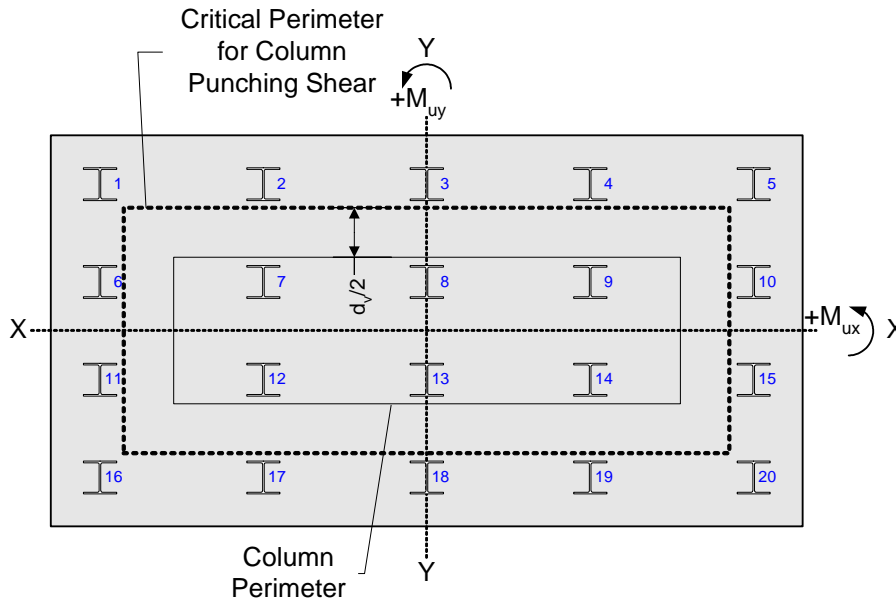 Critical Perimeter
for Column
Punching Shear
Y
+Muy
1 2 3 4 5
6 7 8 9 10
dv/2
X +Mux X
11 12 13 14 15
16 17 18 19 20
Column
Perimeter
Y